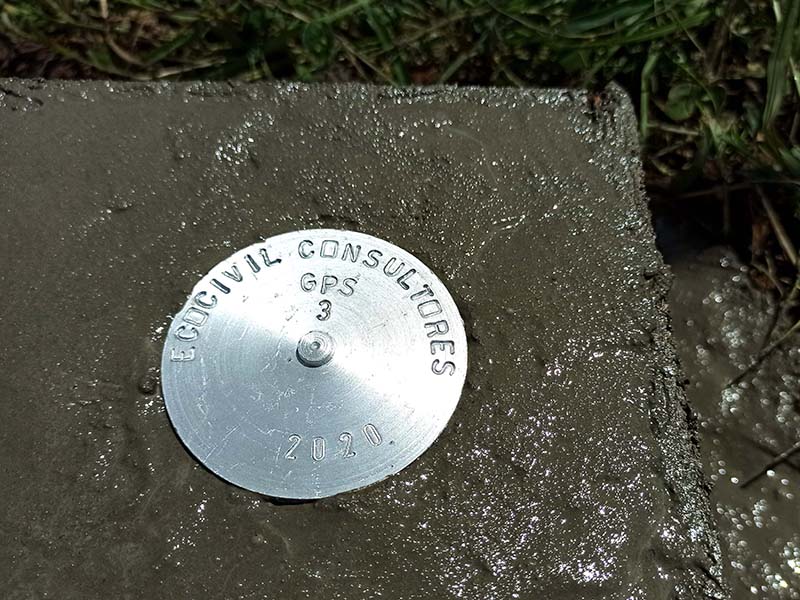 ECOCIVIL CONSULTORES
GPS
3
2020